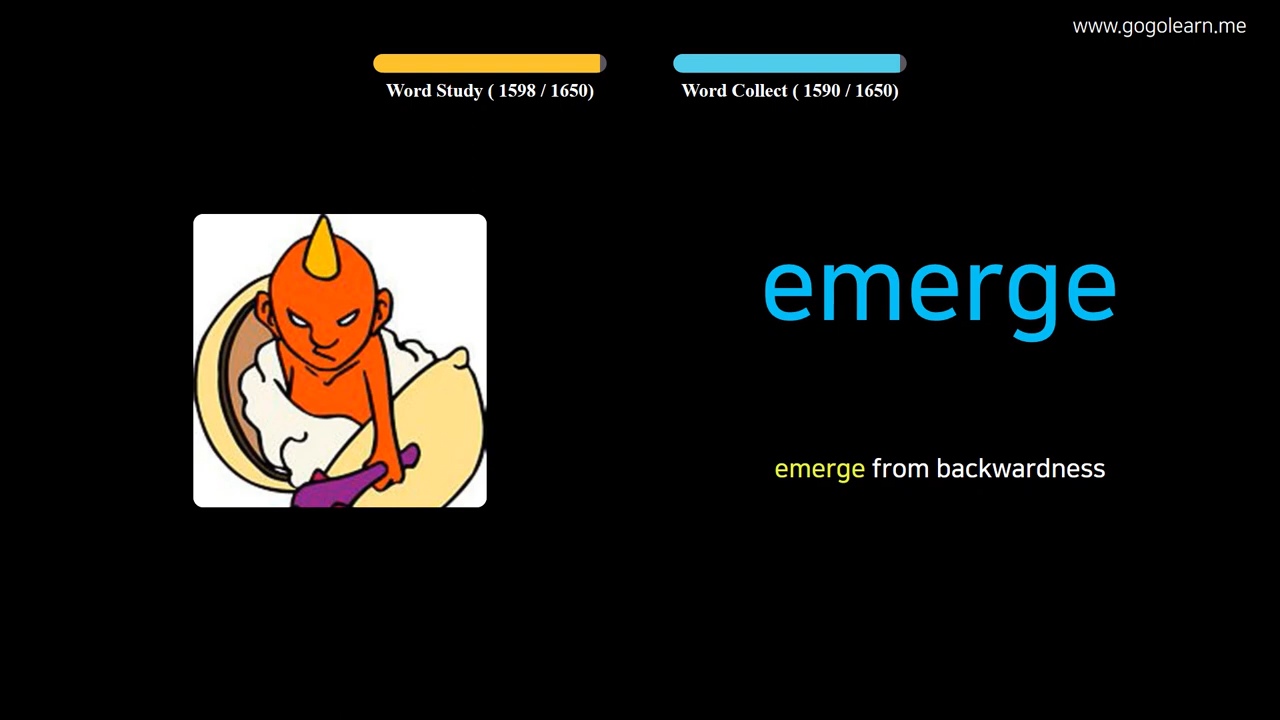 www.gogolearn.me
Word Study ( 1598 / 1650)
Word Collect ( 1590 / 1650)
emerge
emerge from backwardness